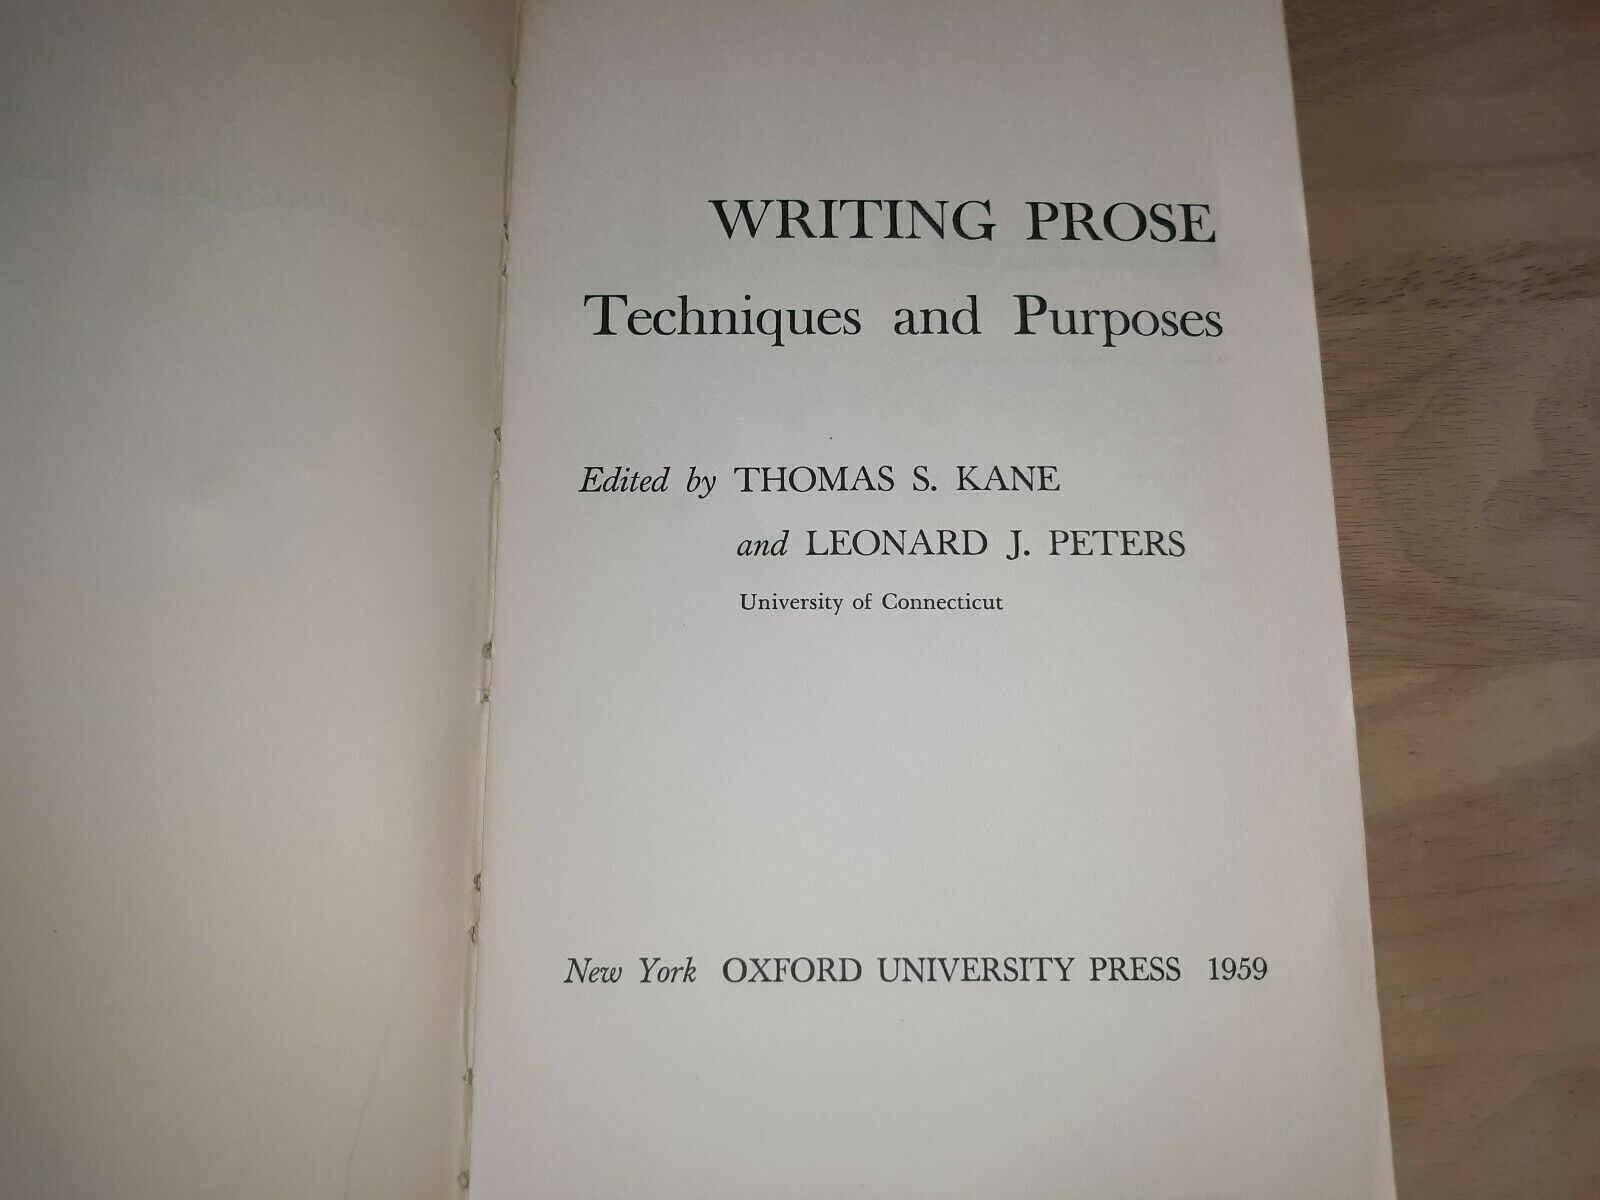 WRITING PROSE
Techniques and Purposes
Edited by THOMAS S. KANE
and LEONARD J. PETERS
University of Connecticut
New York OXFORD UNIVERSITY PRESS 1959